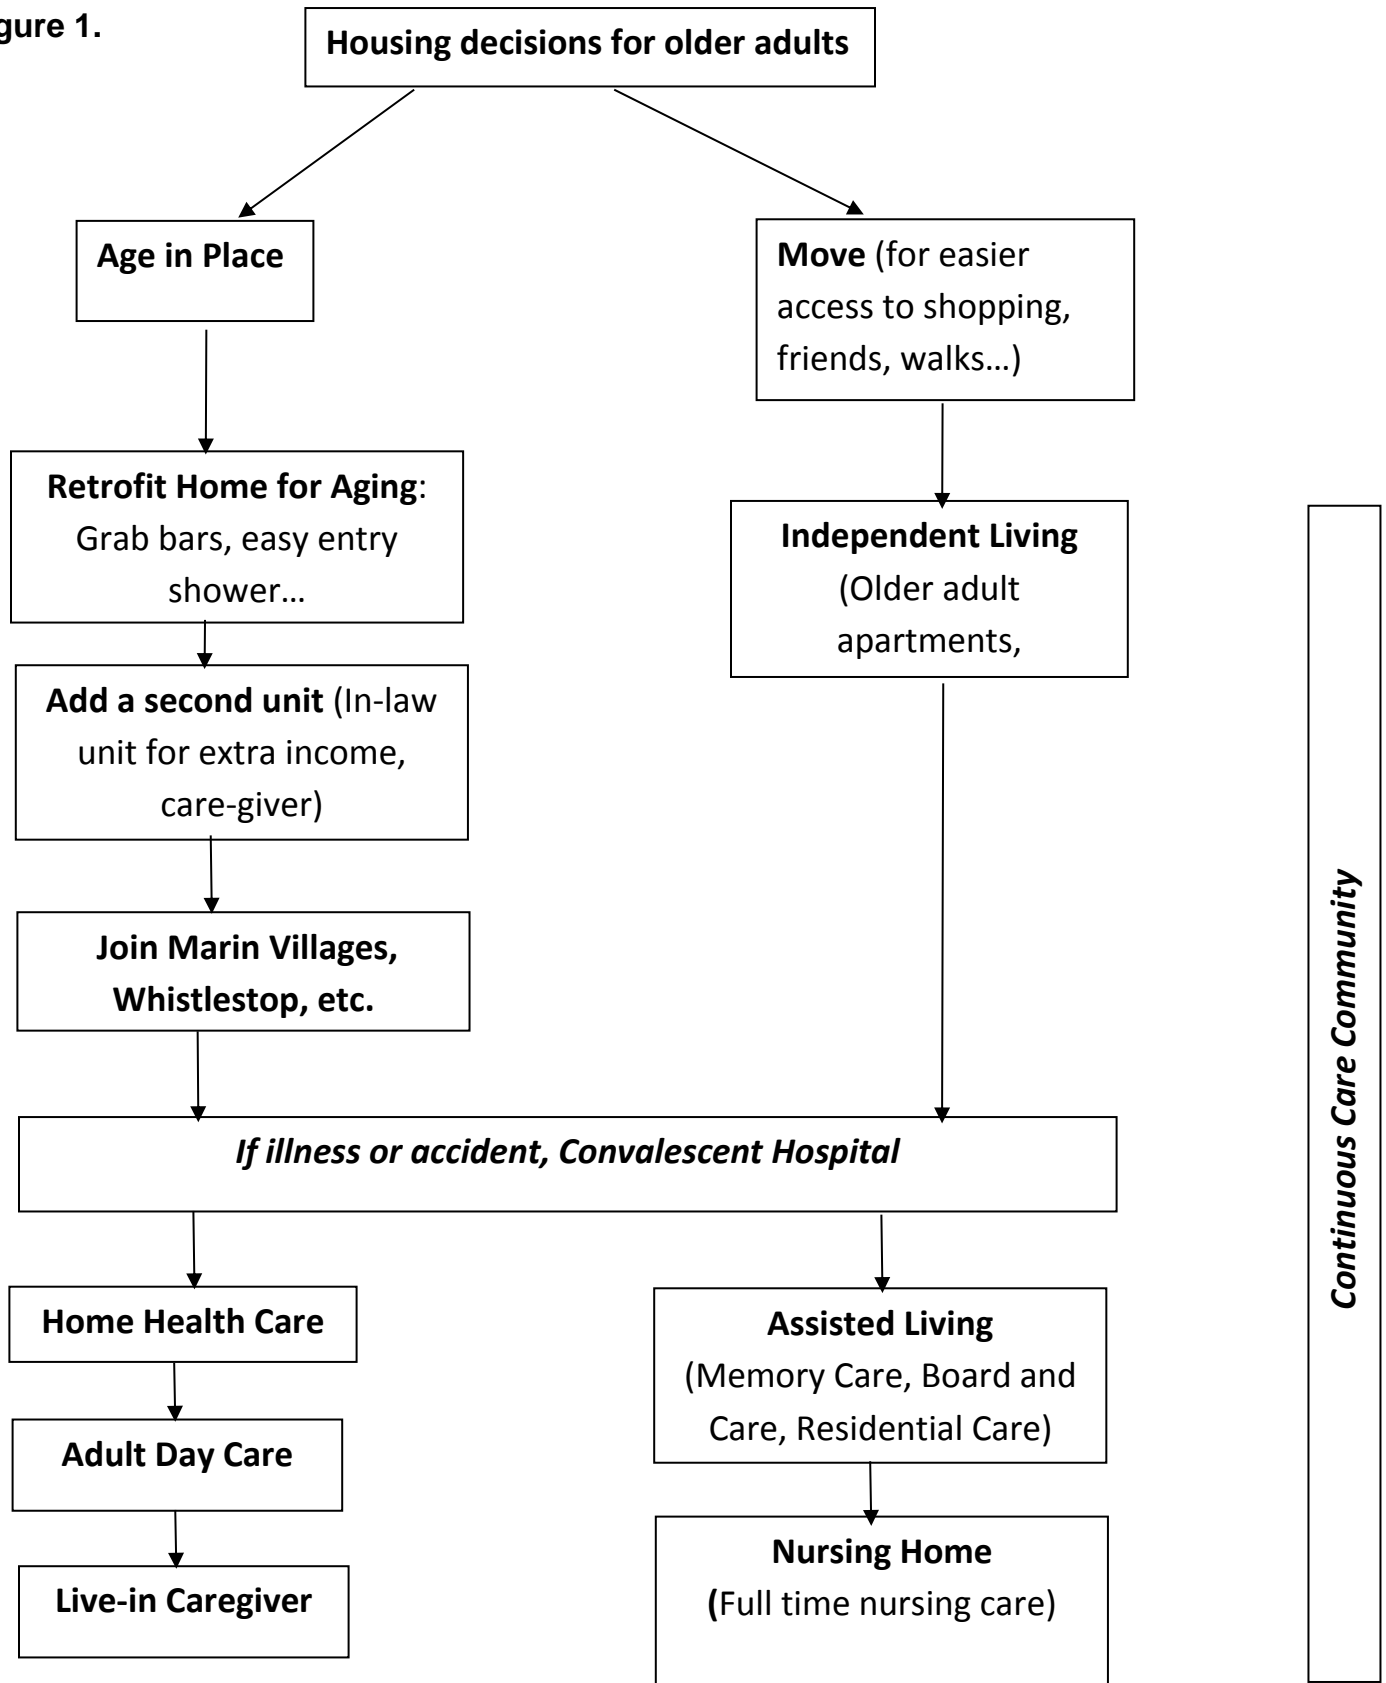 gure 1.
Housing decisions for older adults
Age in Place
Move (for easier
access to shopping,
friends, walks…)
Retrofit Home for Aging:
Grab bars, easy entry
shower…
Independent Living
(Older adult
apartments,
Add a second unit (In-law
unit for extra income,
care-giver)
Join Marin Villages,
Whistlestop, etc.
If illness or accident, Convalescent Hospital
Home Health Care
Adult Day Care
Live-in Caregiver
Assisted Living
(Memory Care, Board and
Care, Residential Care)
Nursing Home
(Full time nursing care)
Continuous Care Community